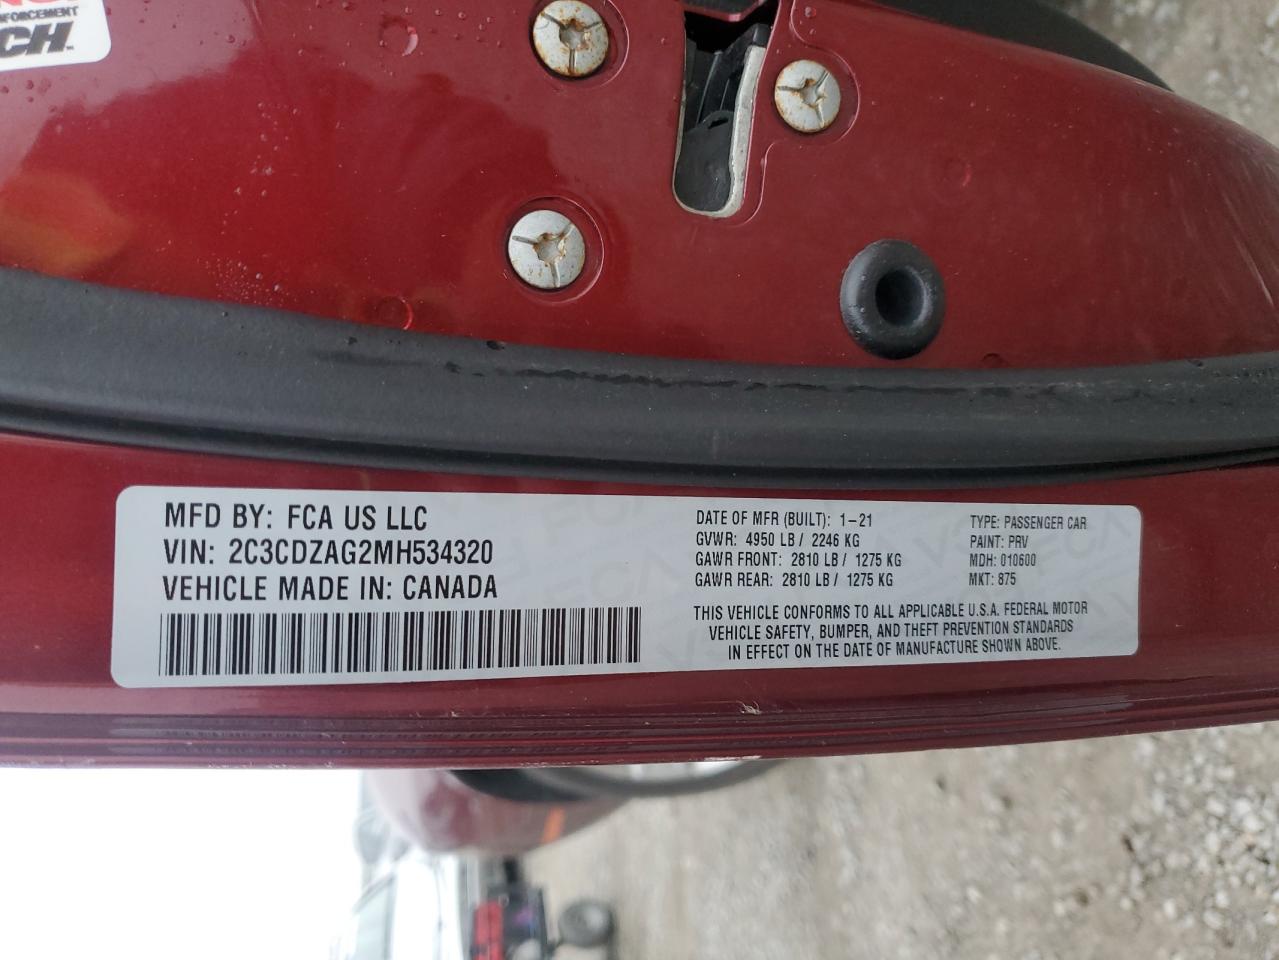 FORCEMENT
CH™
MFD BY: FCA US LLC
VIN: 2C3CDZAG2MH534320
VEHICLE MADE IN: CANADA
DATE OF MFR (BUILT): 1-21
GVWR: 4950 LB / 2246 KG
GAWR FRONT: 2810 LB / 1275 KG
GAWR REAR: 2810 LB / 1275 KG
TYPE: PASSENGER CAR
PAINT: PRV
MDH: 010600
MKT: 875
THIS VEHICLE CONFORMS TO ALL APPLICABLE U.S.A. FEDERAL MOTOR
VEHICLE SAFETY, BUMPER, AND THEFT PREVENTION STANDARDS
IN EFFECT ON THE DATE OF MANUFACTURE SHOWN ABOVE.